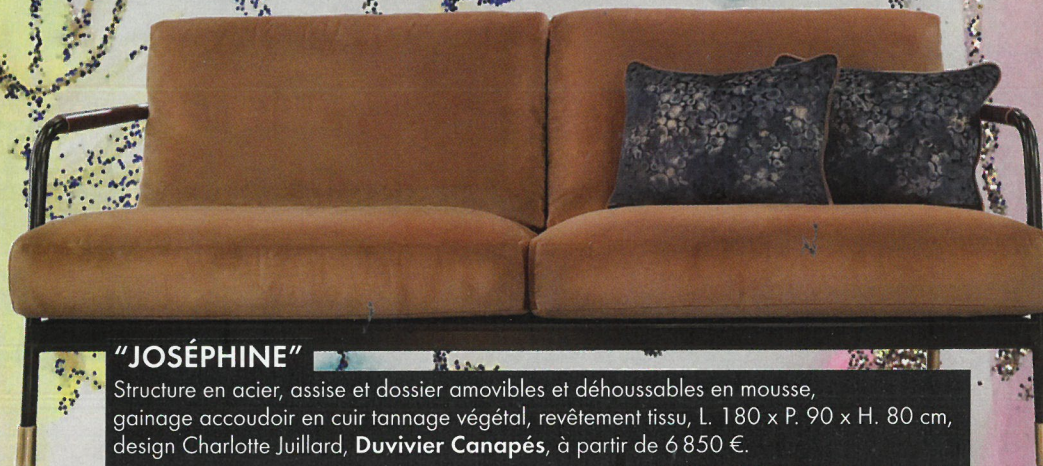 “JOSÉPHINE”
Structure en acier, assise et dossier amovibles et déhoussables en mousse,
gainage accoudoir en cuir tannage végétal, revêtement tissu, L. 180 x P. 90 x H. 80 cm,
design Charlotte Juillard, Duvivier Canapés, à partir de 6 850 €.